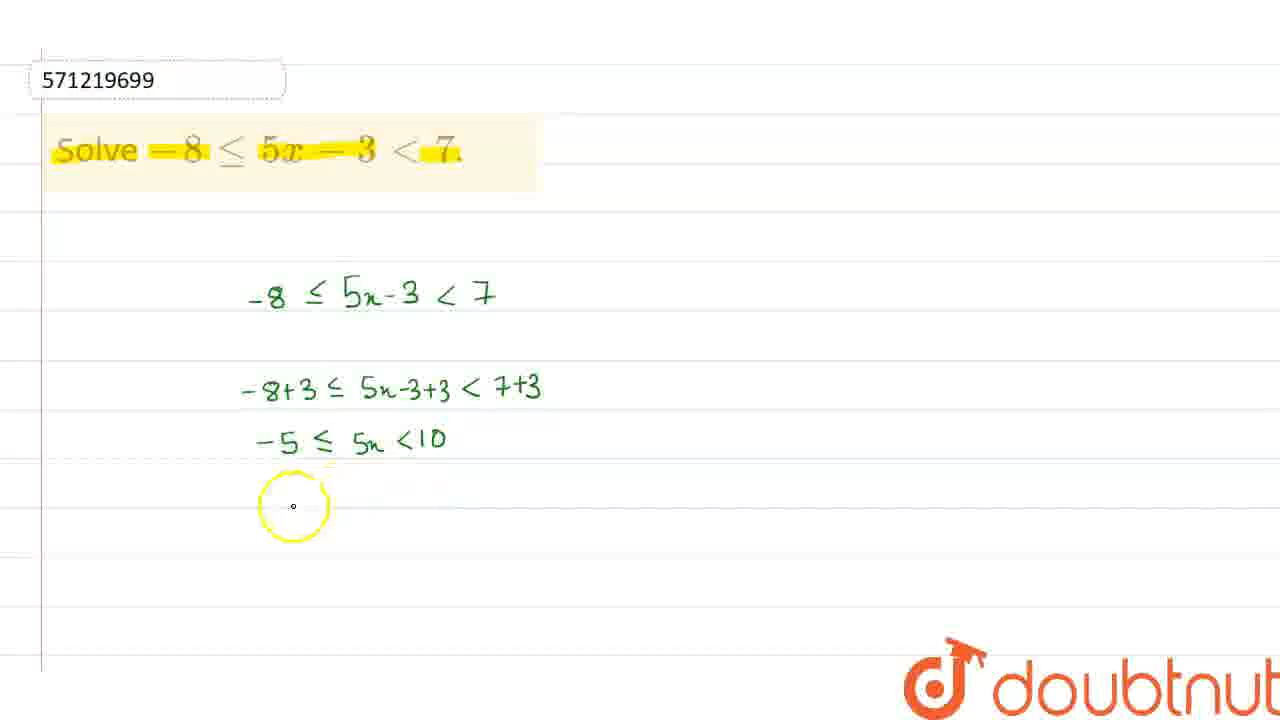 571219699
Solve −8 ≤ 5x − 3 < 7.
-8 ≤ 5x-3 < 7
-8+3 ≤ 5x-3+3 < 7+3
-5 ≤ 5x <10
doubtnut